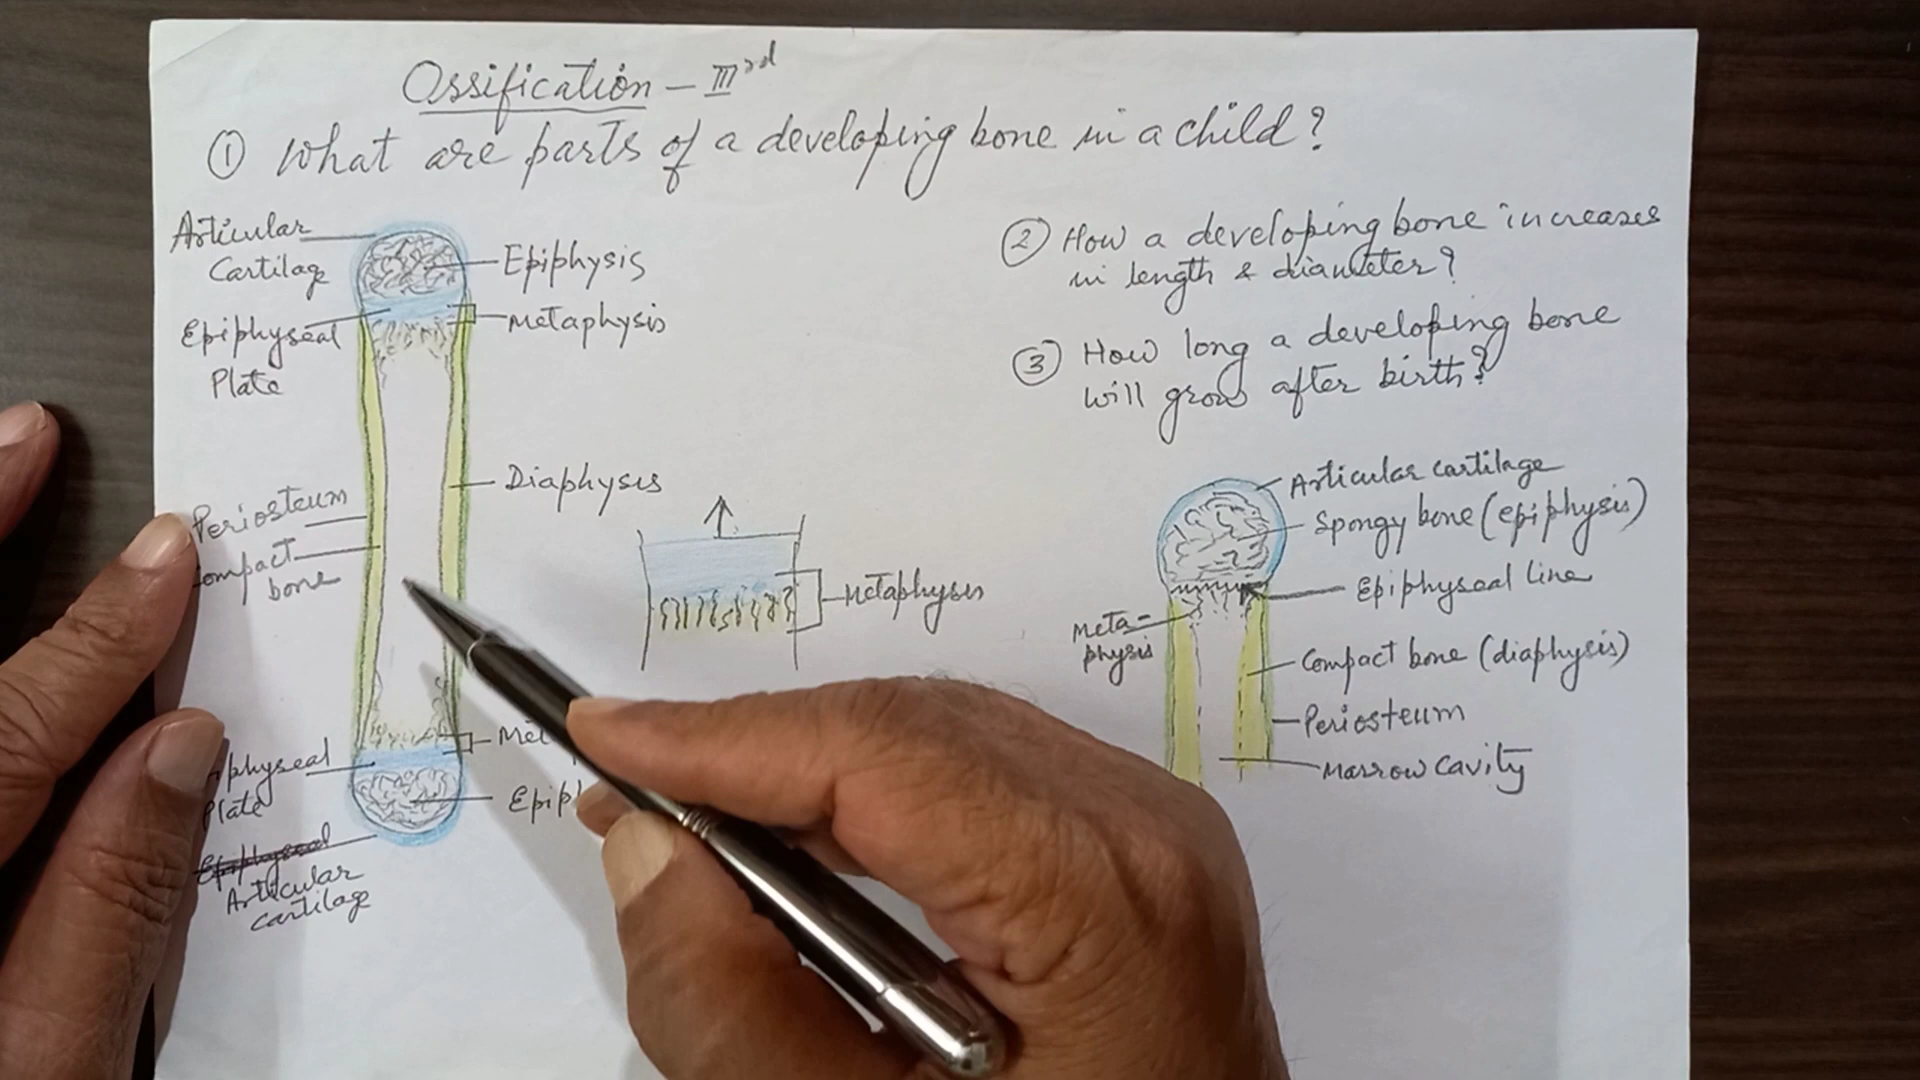 Ossification – IIIrd
① What are parts of a developing bone in a child?
Articular
Cartilage
Epiphysis
Epiphyseal
Plate
Metaphysis
Periosteum
compact
bone
Diaphysis
Metaphysis
physeal
Plate
Articular
cartilage
② How a developing bone increases
in length & diameter?
③ How long a developing bone
will grow after birth?
Articular cartilage
Spongy bone (epiphysis)
Epiphyseal line
Meta-
physis
Compact bone (diaphysis)
Periosteum
Marrow cavity